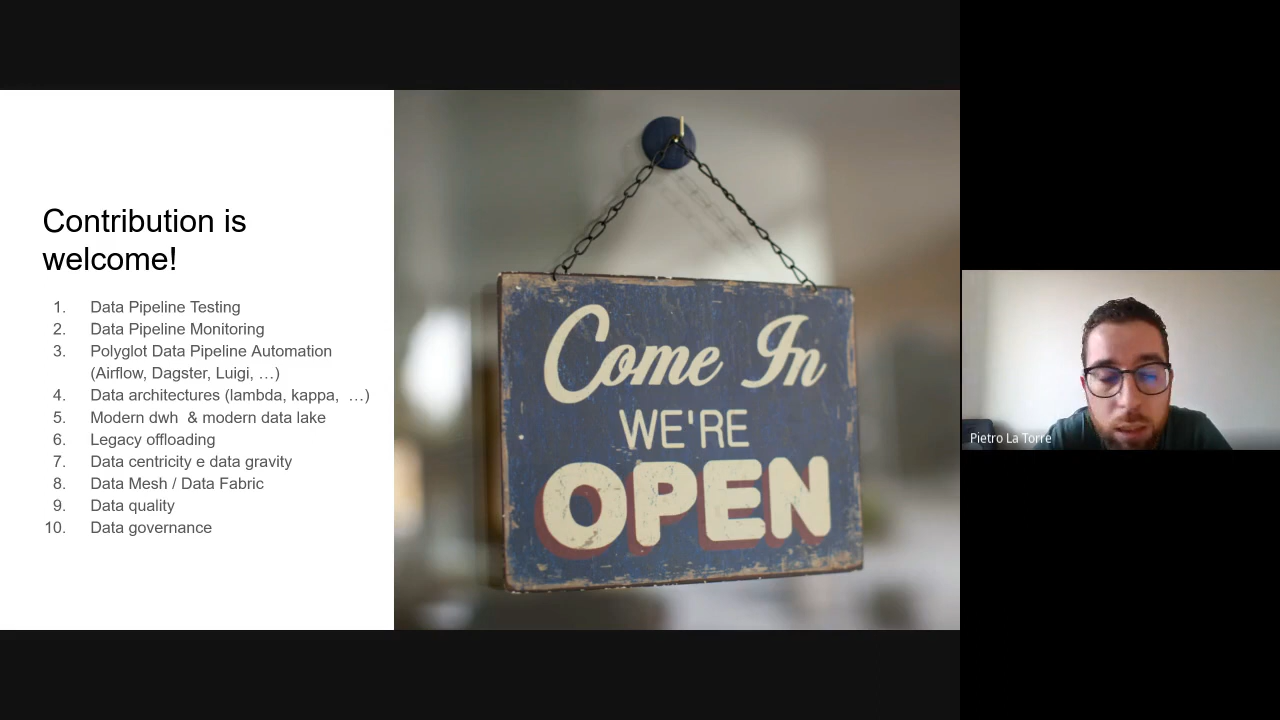 Contribution is
welcome!
1. Data Pipeline Testing
2. Data Pipeline Monitoring
3. Polyglot Data Pipeline Automation
(Airflow, Dagster, Luigi, …)
4. Data architectures (lambda, kappa, …)
5. Modern dwh & modern data lake
6. Legacy offloading
7. Data centricity e data gravity
8. Data Mesh / Data Fabric
9. Data quality
10. Data governance
Come In
WE'RE
OPEN
Pietro La Torre